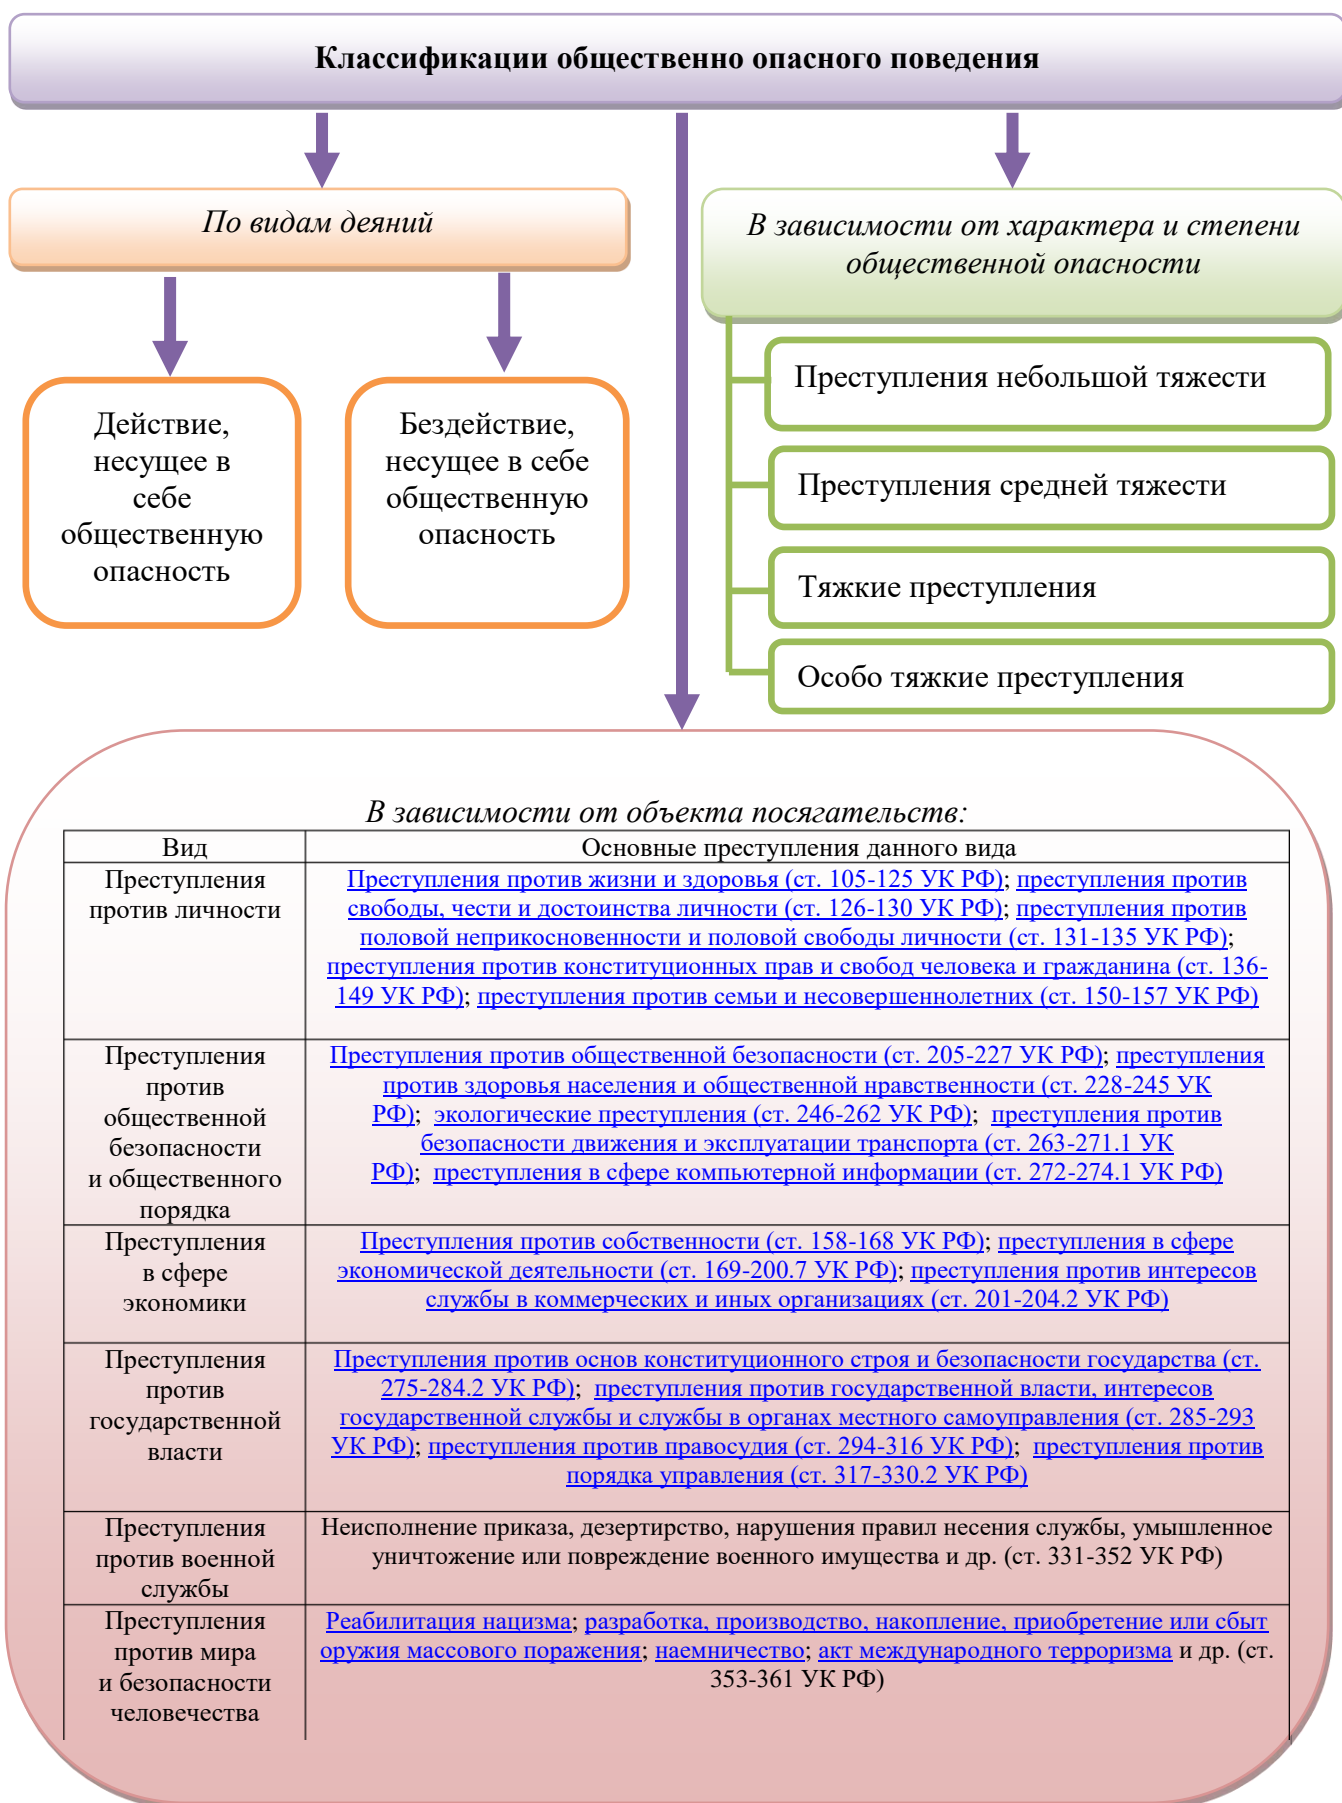 Классификации общественно опасного поведения
По видам деяний
В зависимости от характера и степени
общественной опасности
Действие,
несущее в
себе
общественную
опасность
Бездействие,
несущее в себе
общественную
опасность
Преступления небольшой тяжести
Преступления средней тяжести
Тяжкие преступления
Особо тяжкие преступления
В зависимости от объекта посягательств:
Вид
Основные преступления данного вида
Преступления
против личности
Преступления против жизни и здоровья (ст. 105-125 УК РФ); преступления против
свободы, чести и достоинства личности (ст. 126-130 УК РФ); преступления против
половой неприкосновенности и половой свободы личности (ст. 131-135 УК РФ);
преступления против конституционных прав и свобод человека и гражданина (ст. 136-
149 УК РФ); преступления против семьи и несовершеннолетних (ст. 150-157 УК РФ)
Преступления
против
общественной
безопасности
и общественного
порядка
Преступления против общественной безопасности (ст. 205-227 УК РФ); преступления
против здоровья населения и общественной нравственности (ст. 228-245 УК
РФ); экологические преступления (ст. 246-262 УК РФ); преступления против
безопасности движения и эксплуатации транспорта (ст. 263-271.1 УК
РФ); преступления в сфере компьютерной информации (ст. 272-274.1 УК РФ)
Преступления
в сфере
экономики
Преступления против собственности (ст. 158-168 УК РФ); преступления в сфере
экономической деятельности (ст. 169-200.7 УК РФ); преступления против интересов
службы в коммерческих и иных организациях (ст. 201-204.2 УК РФ)
Преступления
против
государственной
власти
Преступления против основ конституционного строя и безопасности государства (ст.
275-284.2 УК РФ); преступления против государственной власти, интересов
государственной службы и службы в органах местного самоуправления (ст. 285-293
УК РФ); преступления против правосудия (ст. 294-316 УК РФ); преступления против
порядка управления (ст. 317-330.2 УК РФ)
Преступления
против военной
службы
Неисполнение приказа, дезертирство, нарушения правил несения службы, умышленное
уничтожение или повреждение военного имущества и др. (ст. 331-352 УК РФ)
Преступления
против мира
и безопасности
человечества
Реабилитация нацизма; разработка, производство, накопление, приобретение или сбыт
оружия массового поражения; наемничество; акт международного терроризма и др. (ст.
353-361 УК РФ)